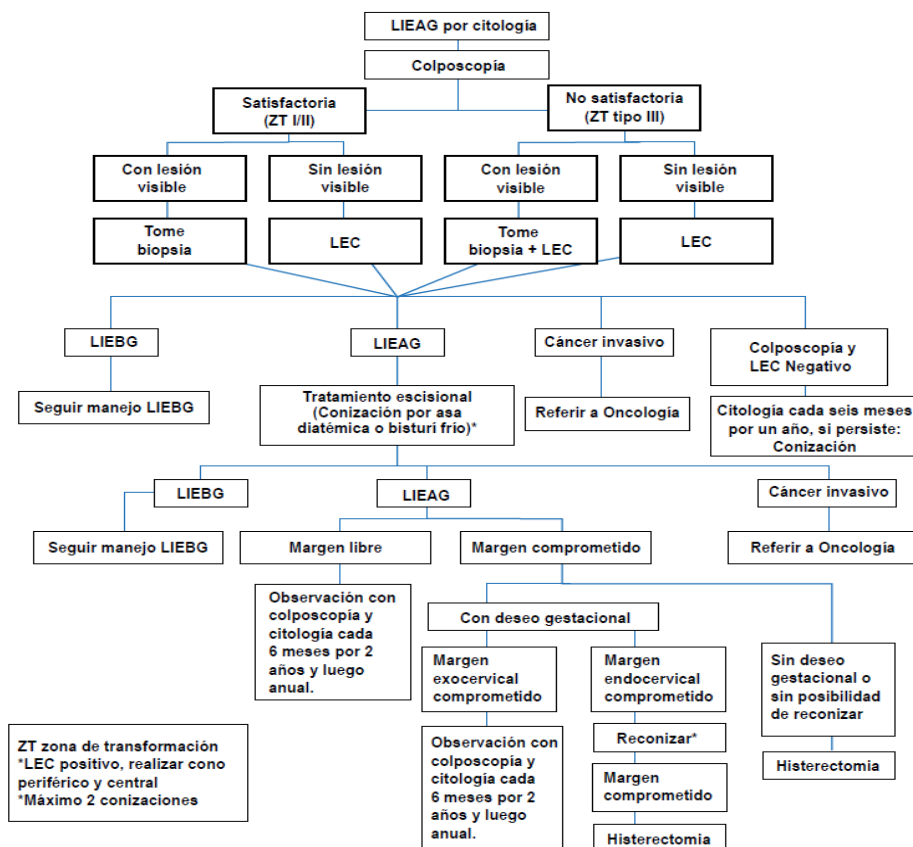 LIEAG por citología
Colposcopía
Satisfactoria
(ZT I/II)
No satisfactoria
(ZT tipo III)
Con lesión
visible
Sin lesión
visible
Con lesión
visible
Sin lesión
visible
Tome
biopsia
LEC
Tome
biopsia + LEC
LEC
LIEBG
LIEAG
Cáncer invasivo
Colposcopía y
LEC Negativo
Seguir manejo LIEBG
Tratamiento escisional
(Conización por asa
diatémica o bisturí frío)*
Referir a Oncología
Citología cada seis meses
por un año, si persiste:
Conización
LIEBG
LIEAG
Cáncer invasivo
Seguir manejo LIEBG
Margen libre
Margen comprometido
Referir a Oncología
Observación con
colposcopía y
citología cada
6 meses por 2
años y luego
anual.
Con deseo gestacional
Margen
exocervical
comprometido
Margen
endocervical
comprometido
Sin deseo
gestacional o
sin posibilidad
de reconizar
Observación con
colposcopía y
citología cada
6 meses por 2
años y luego
anual.
Reconizar*
Margen
comprometido
Histerectomia
Histerectomia
ZT zona de transformación
*LEC positivo, realizar cono
periférico y central
*Máximo 2 conizaciones